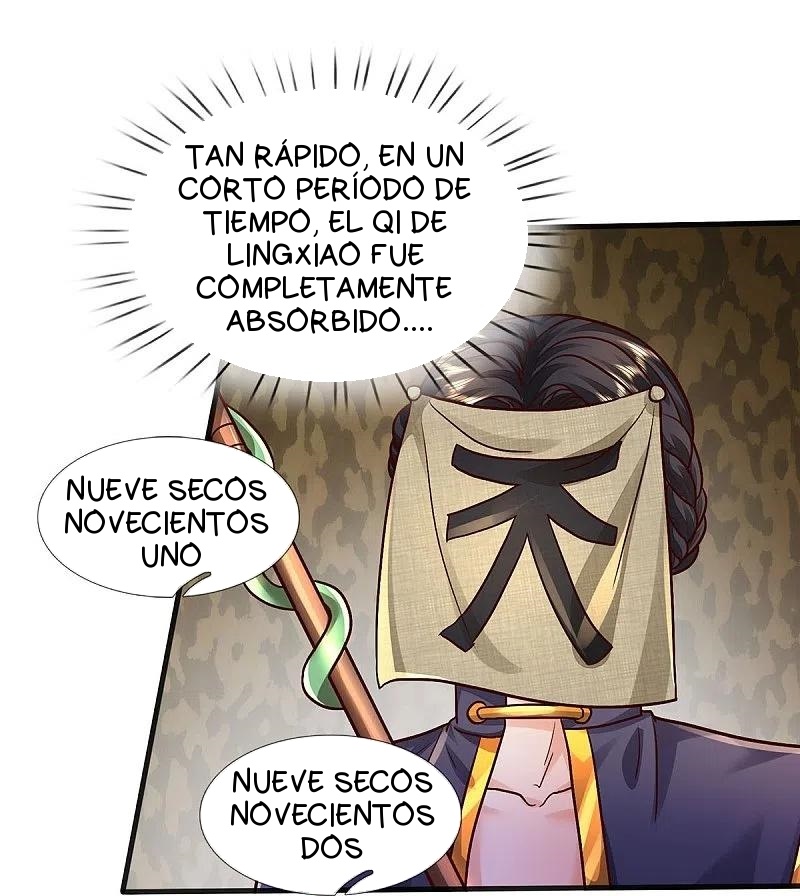 TAN RÁPIDO, EN UN
CORTO PERÍODO DE
TIEMPO, EL QI DE
LINGXIAO FUE
COMPLETAMENTE
ABSORBIDO....
天
NUEVE SECOS
NOVECIENTOS
UNO
NUEVE SECOS
NOVECIENTOS
DOS